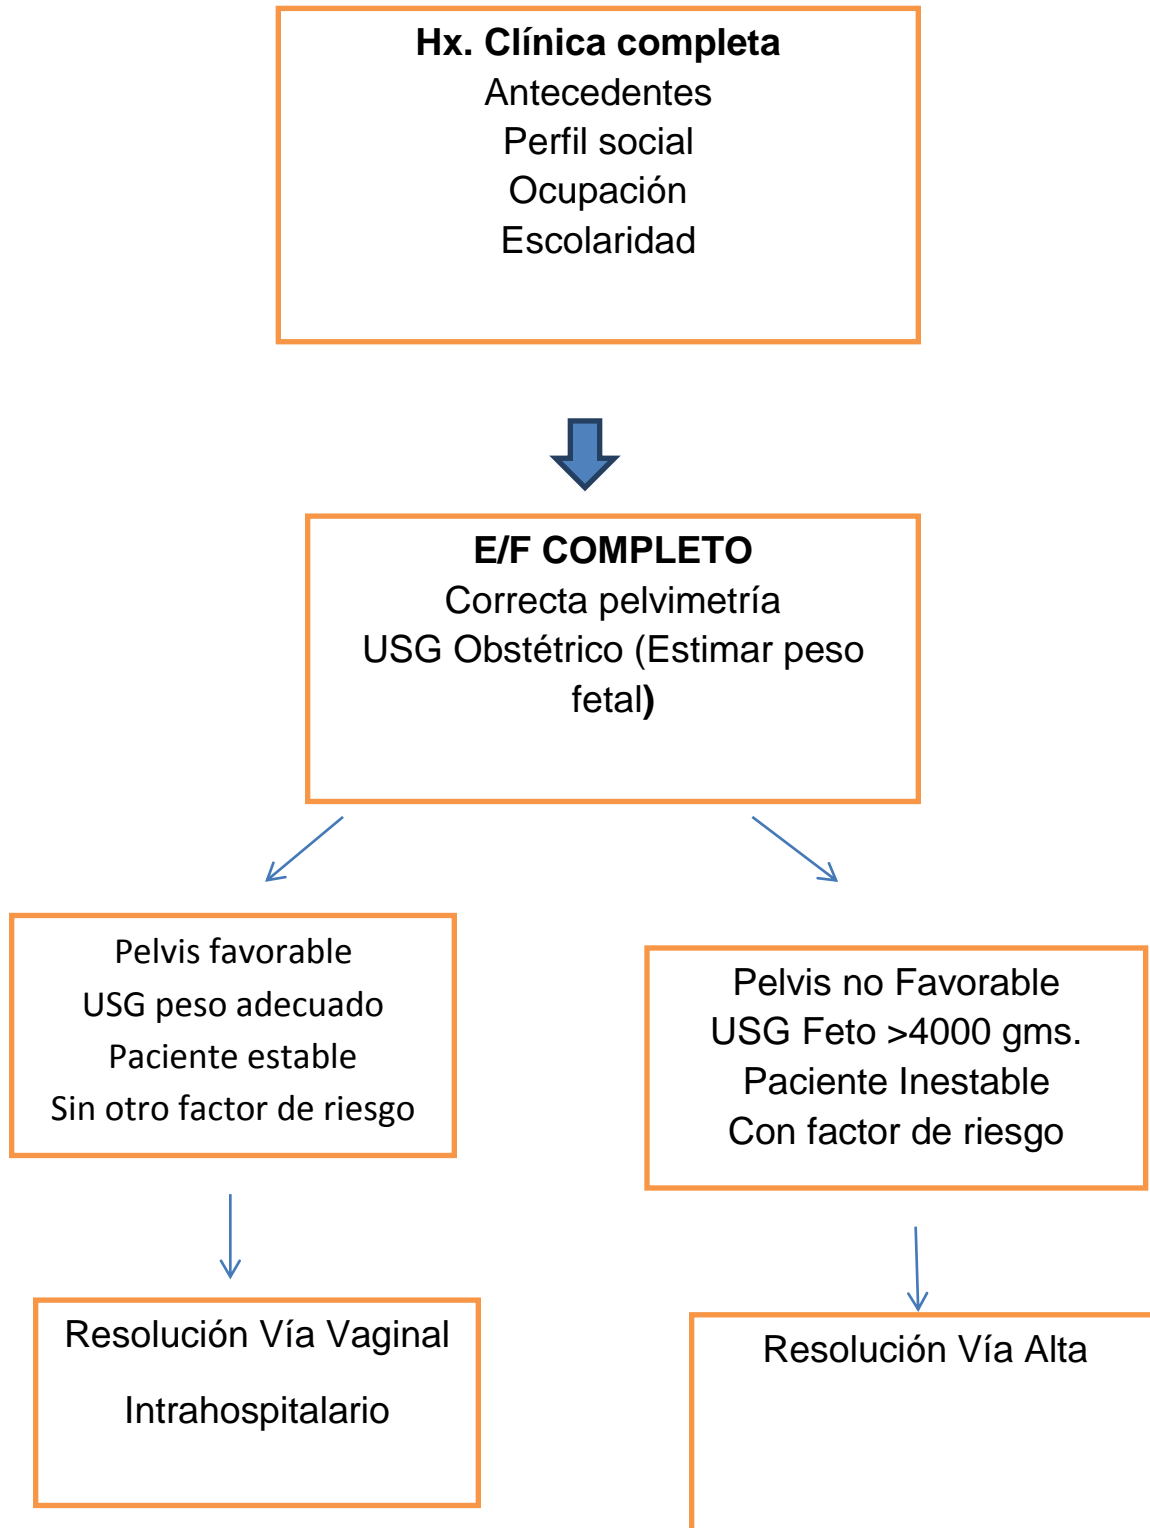 Hx. Clínica completa
Antecedentes
Perfil social
Ocupación
Escolaridad
E/F COMPLETO
Correcta pelvimetría
USG Obstétrico (Estimar peso
fetal)
Pelvis favorable
USG peso adecuado
Paciente estable
Sin otro factor de riesgo
Pelvis no Favorable
USG Feto >4000 gms.
Paciente Inestable
Con factor de riesgo
Resolución Vía Vaginal
Intrahospitalario
Resolución Vía Alta